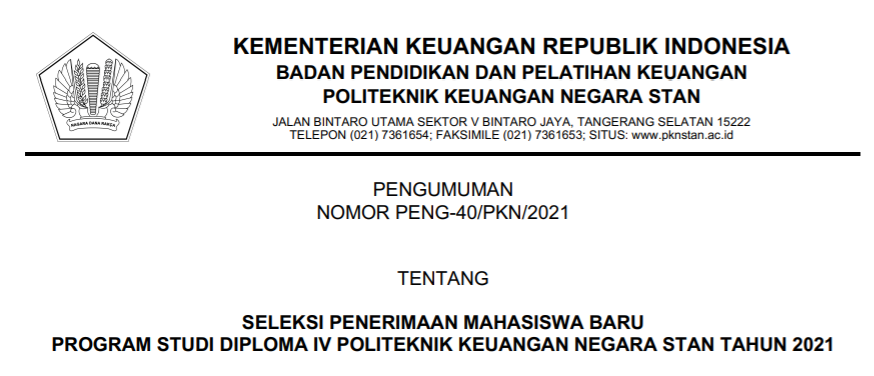 KEMENTERIAN KEUANGAN REPUBLIK INDONESIA
BADAN PENDIDIKAN DAN PELATIHAN KEUANGAN
POLITEKNIK KEUANGAN NEGARA STAN
JALAN BINTARO UTAMA SEKTOR V BINTARO JAYA, TANGERANG SELATAN 15222
TELEPON (021) 7361654; FAKSIMILE (021) 7361653; SITUS: www.pknstan.ac.id
NAGARA DANA RAKCA
PENGUMUMAN
NOMOR PENG-40/PKN/2021
TENTANG
SELEKSI PENERIMAAN MAHASISWA BARU
PROGRAM STUDI DIPLOMA IV POLITEKNIK KEUANGAN NEGARA STAN TAHUN 2021